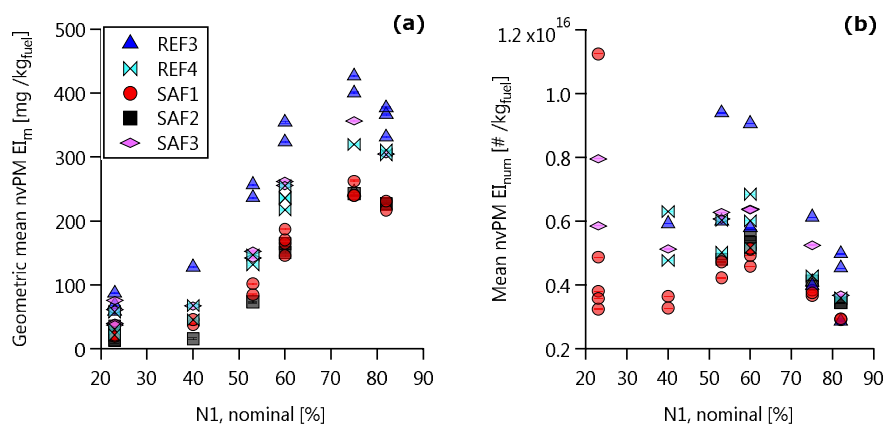 (a)
Geometric mean nvPM EIm [mg /kgfuel]
500
400
300
200
100
0
REF3
REF4
SAF1
SAF2
SAF3
20 30 40 50 60 70 80 90
N1, nominal [%]
(b)
Mean nvPM EInum [# /kgfuel]
1.2 x10^16
1.0
0.8
0.6
0.4
0.2
20 30 40 50 60 70 80 90
N1, nominal [%]